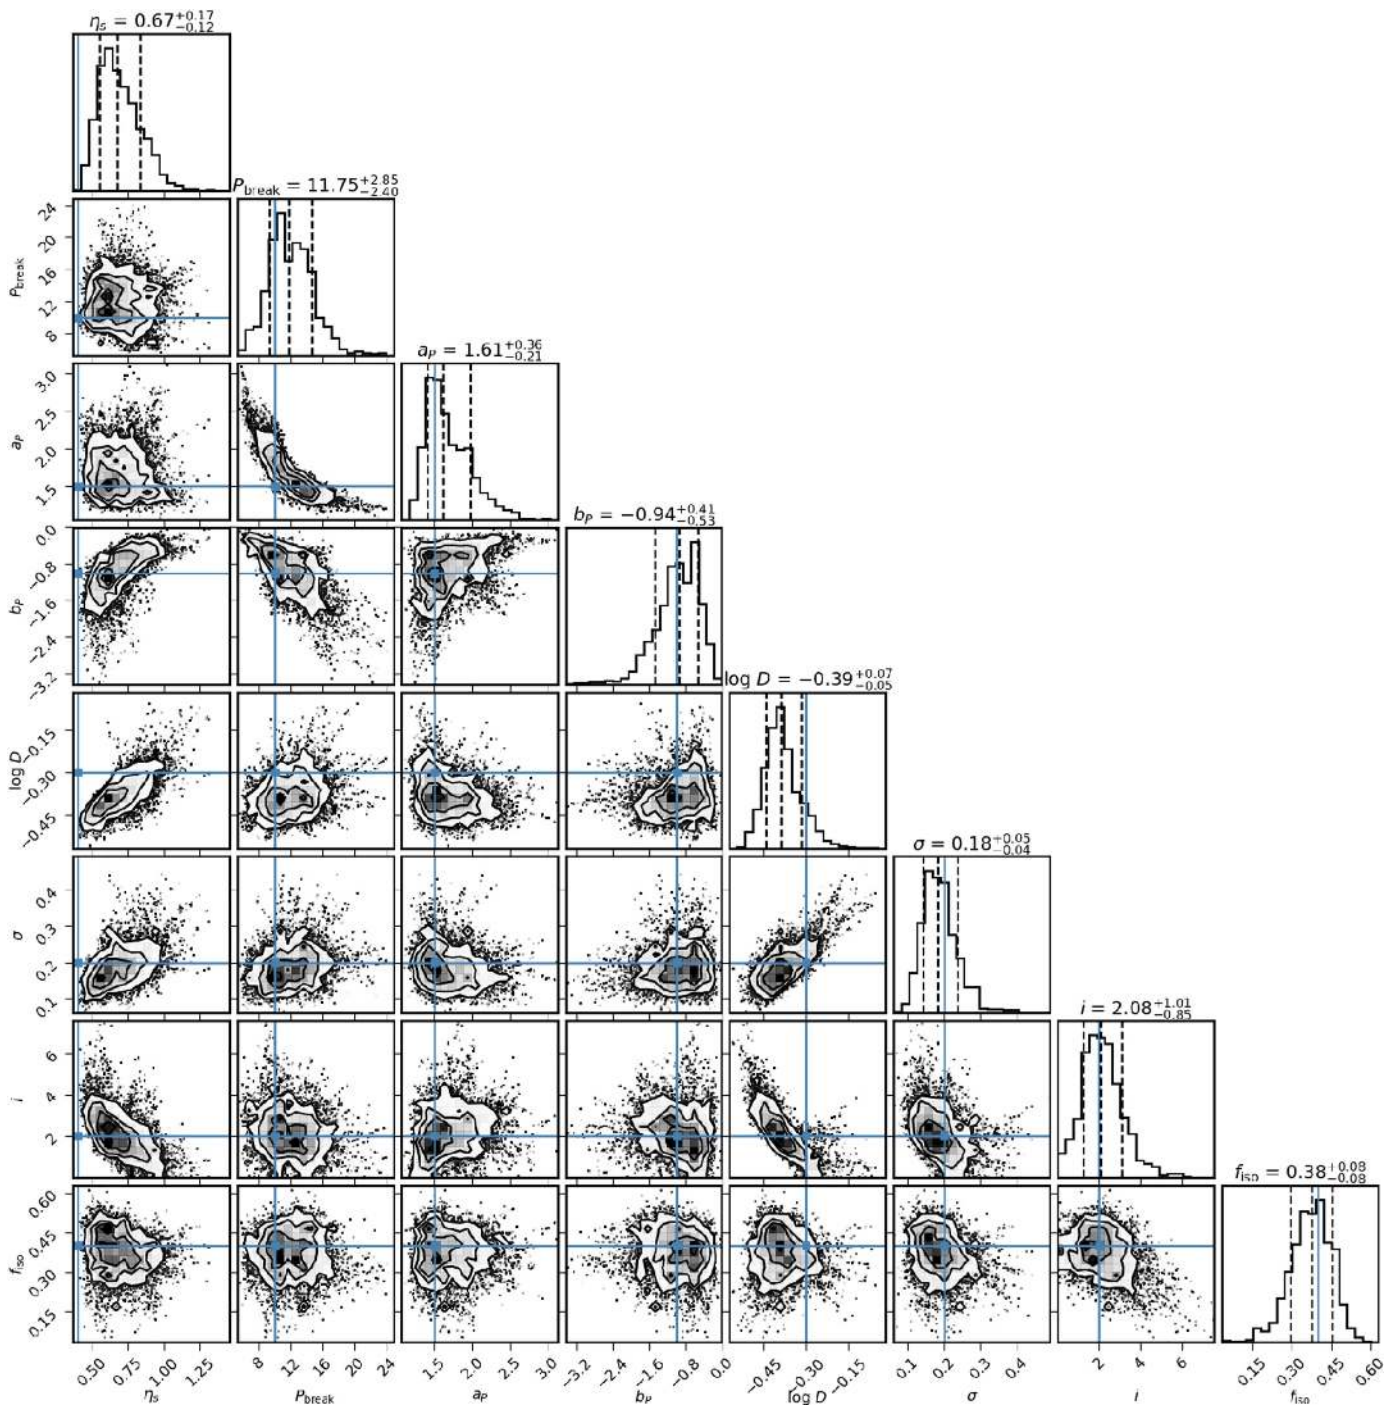 η_s = 0.67^{+0.17}_{-0.12}
P_break = 11.75^{+2.85}_{-2.40}
24
20
16
12
8
P_break
a_P = 1.61^{+0.36}_{-0.21}
3.0
2.5
2.0
1.5
a_P
b_P = −0.94^{+0.41}_{-0.53}
0.0
−0.8
−1.6
−2.4
−3.2
b_P
log D = −0.39^{+0.07}_{-0.05}
−0.15
−0.30
−0.45
log D
σ = 0.18^{+0.05}_{-0.04}
0.4
0.3
0.2
0.1
σ
i = 2.08^{+1.01}_{-0.85}
6
4
2
i
f_iso = 0.38^{+0.08}_{-0.08}
0.60
0.45
0.30
0.15
f_iso
0.50 0.75 1.00 1.25 8 12 16 20 24 1.5 2.0 2.5 3.0 −3.2 −2.4 −1.6 −0.8 0.0 −0.45 −0.30 −0.15 0.1 0.2 0.3 0.4 2 4 6 0.15 0.30 0.45 0.60
η_s P_break a_P b_P log D σ i f_iso